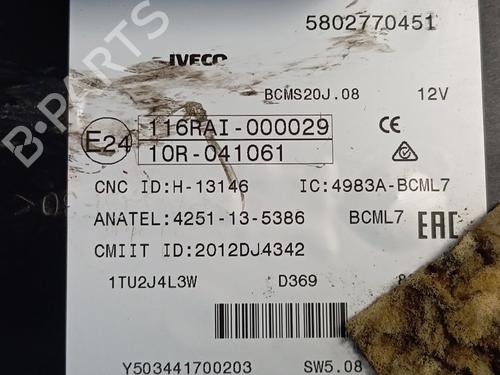 5802770451
IVECO
BCMS20J.08 12V
E24 116RAI-000029
10R-041061
CNC ID:H-13146 IC:4983A-BCML7
ANATEL:4251-13-5386 BCML7
CMIIT ID:2012DJ4342
1TU2J4L3W D369
Y503441700203 SW5.08
CE
EAC
B-PARTS